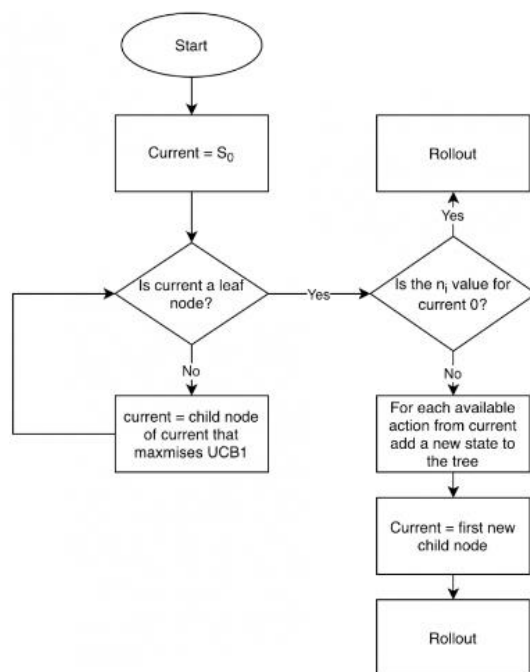 Start
Current = S₀
Is current a leaf
node?
Yes
No
current = child node
of current that
maxmises UCB1
Rollout
Yes
Is the nᵢ value for
current 0?
No
For each available
action from current
add a new state to
the tree
Current = first new
child node
Rollout